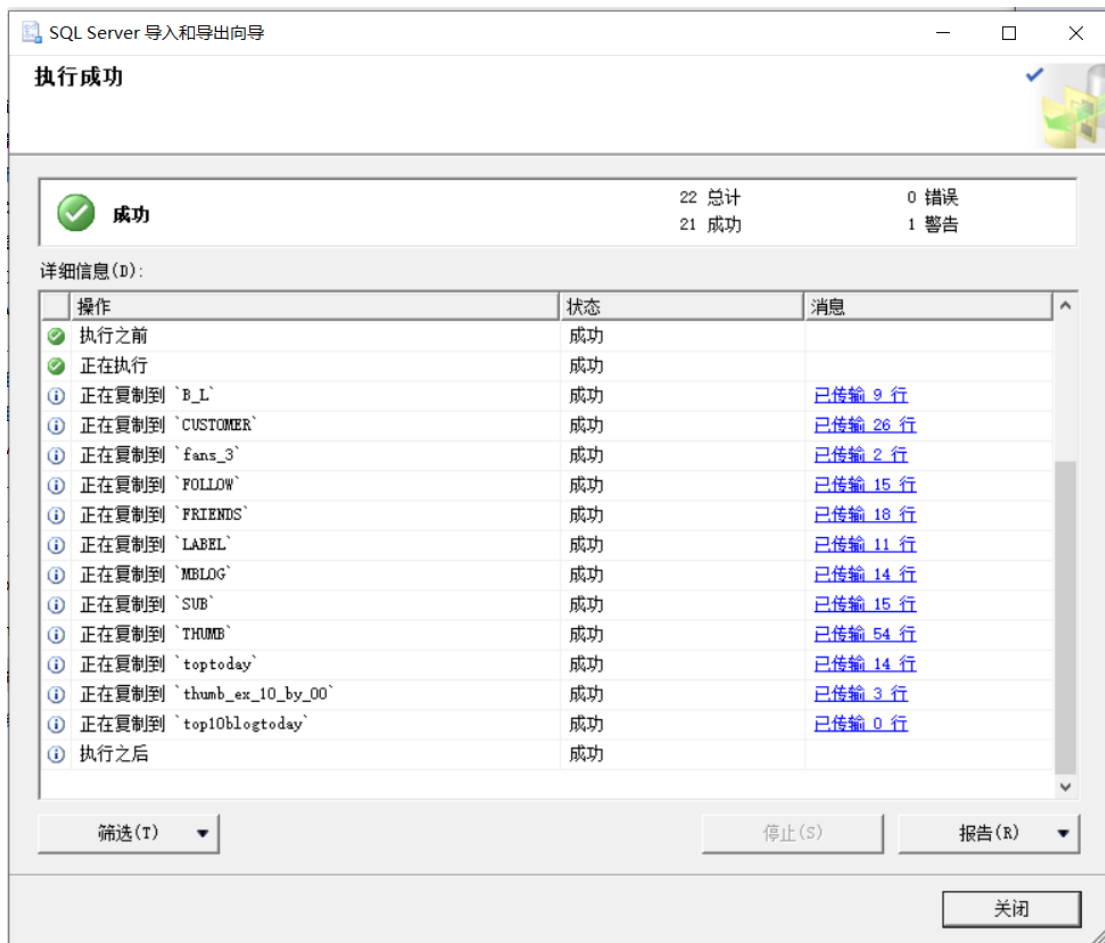 SQL Server 导入和导出向导
执行成功
成功
22 总计
0 错误
21 成功
1 警告
详细信息(D):
操作 状态 消息
执行之前 成功
正在执行 成功
正在复制到 `B_L` 成功 已传输 9 行
正在复制到 `CUSTOMER` 成功 已传输 26 行
正在复制到 `fans_3` 成功 已传输 2 行
正在复制到 `FOLLOW` 成功 已传输 15 行
正在复制到 `FRIENDS` 成功 已传输 18 行
正在复制到 `LABEL` 成功 已传输 11 行
正在复制到 `MBLOG` 成功 已传输 14 行
正在复制到 `SUB` 成功 已传输 15 行
正在复制到 `THUMB` 成功 已传输 54 行
正在复制到 `toptoday` 成功 已传输 14 行
正在复制到 `thumb_ex_10_by_00` 成功 已传输 3 行
正在复制到 `top10blogtoday` 成功 已传输 0 行
执行之后 成功
筛选(T) 停止(S) 报告(R)
关闭